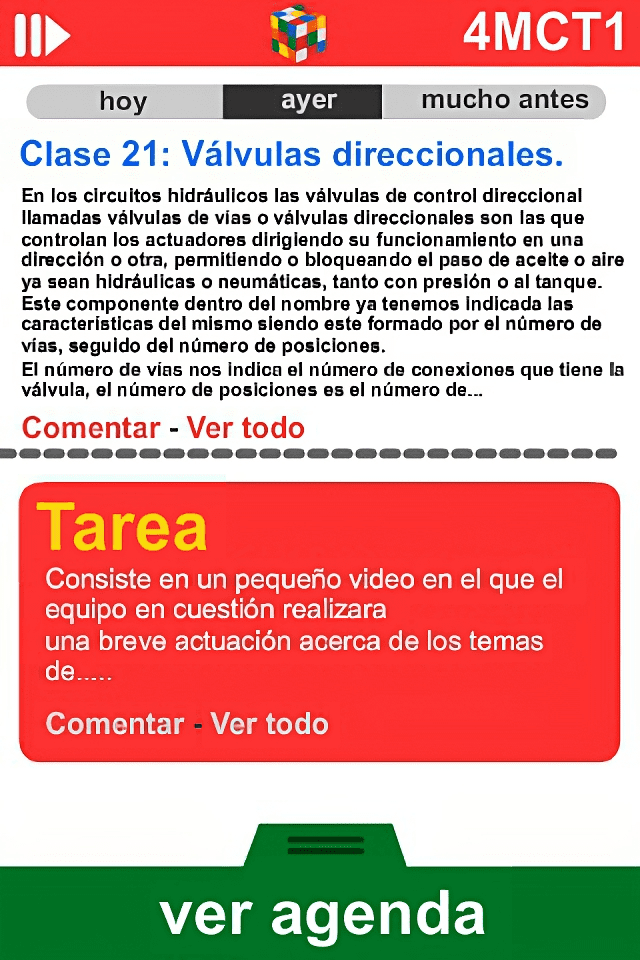 4MCT1
hoy ayer mucho antes
Clase 21: Válvulas direccionales.
En los circuitos hidráulicos las válvulas de control direccional
llamadas válvulas de vías o válvulas direccionales son las que
controlan los actuadores dirigiendo su funcionamiento en una
dirección o otra, permitiendo o bloqueando el paso de aceite o aire
ya sean hidráulicas o neumáticas, tanto con presión o al tanque.
Este componente dentro del nombre ya tenemos indicada las
características del mismo siendo este formado por el número de
vías, seguido del número de posiciones.
El número de vías nos indica el número de conexiones que tiene la
válvula, el número de posiciones es el número de...
Comentar - Ver todo
Tarea
Consiste en un pequeño video en el que el
equipo en cuestión realizara
una breve actuación acerca de los temas
de.....
Comentar - Ver todo
ver agenda